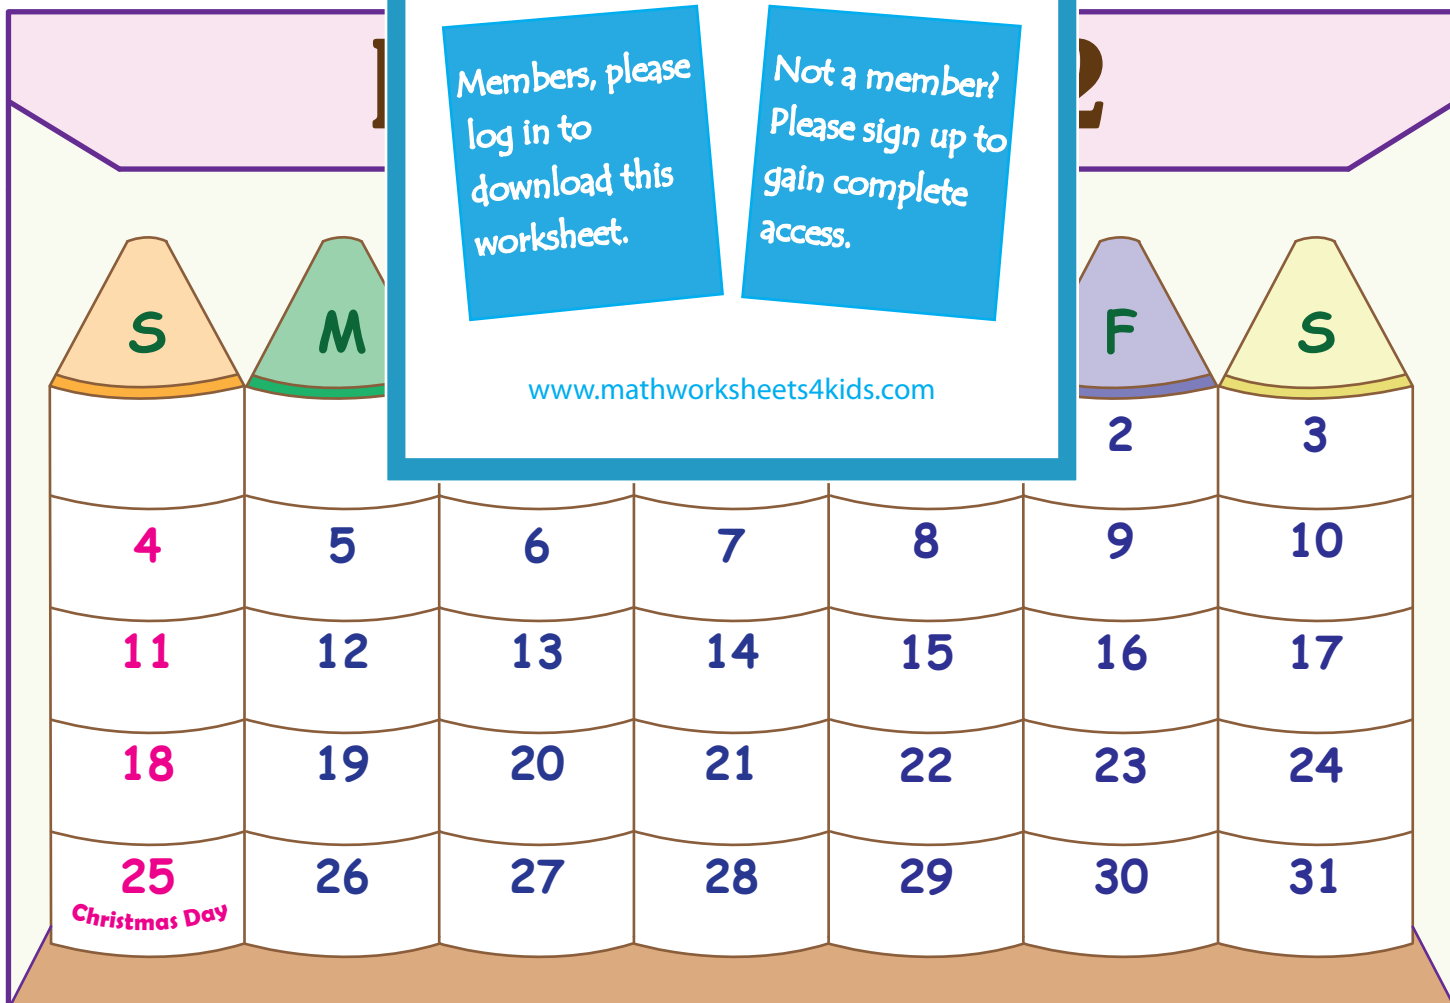 2
Members, please
log in to
download this
worksheet.
Not a member?
Please sign up to
gain complete
access.
www.mathworksheets4kids.com
S M F S
2 3
4 5 6 7 8 9 10
11 12 13 14 15 16 17
18 19 20 21 22 23 24
25 26 27 28 29 30 31
Christmas Day